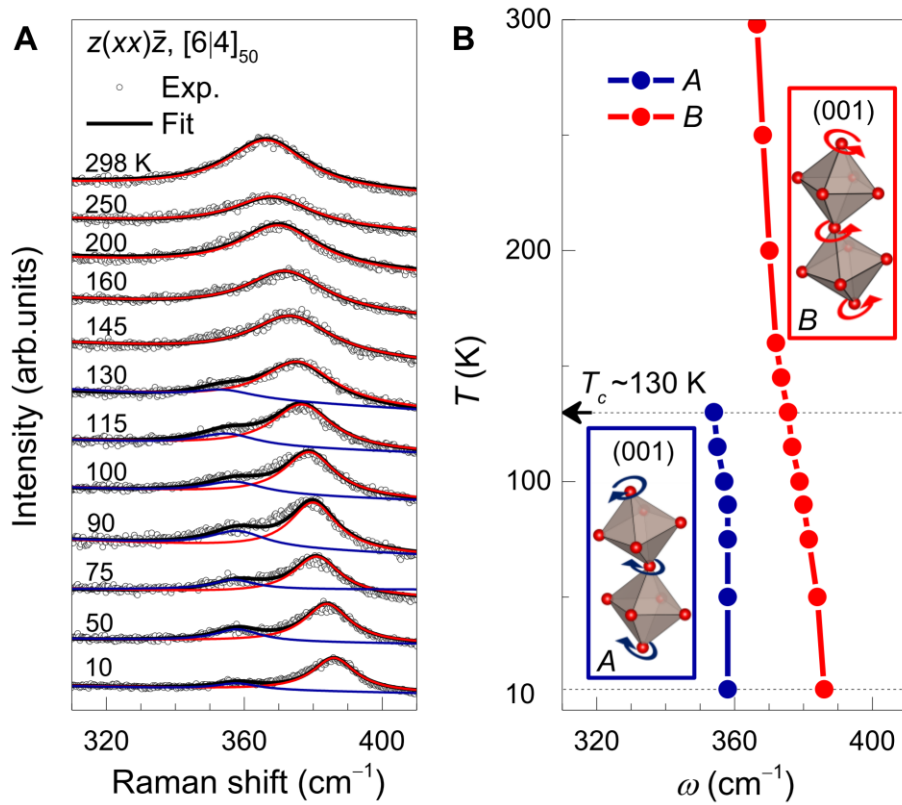 A
z(xx)z̄, [6|4]₅₀
Exp.
Fit
298 K
250
200
160
145
130
115
100
90
75
50
10
Intensity (arb.units)
320 360 400
Raman shift (cm⁻¹)
B
300
200
100
10
T (K)
A
B
(001)
B
T_c ~130 K
(001)
A
320 360 400
ω (cm⁻¹)